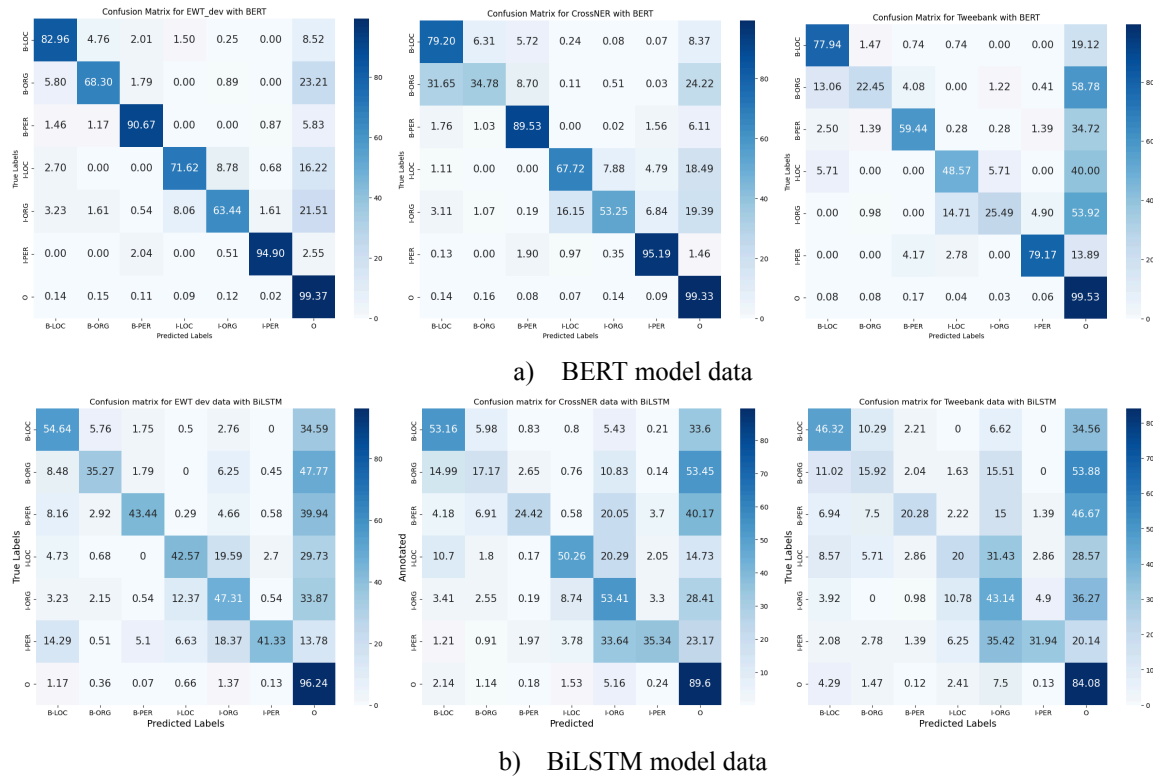 Confusion Matrix for EWT_dev with BERT
B-LOC 82.96 4.76 2.01 1.50 0.25 0.00 8.52
B-ORG 5.80 68.30 1.79 0.00 0.89 0.00 23.21
B-PER 1.46 1.17 90.67 0.00 0.00 0.87 5.83
I-LOC 2.70 0.00 0.00 71.62 8.78 0.68 16.22
I-ORG 3.23 1.61 0.54 8.06 63.44 1.61 21.51
I-PER 0.00 0.00 2.04 0.00 0.51 94.90 2.55
O 0.14 0.15 0.11 0.09 0.12 0.02 99.37
B-LOC B-ORG B-PER I-LOC I-ORG I-PER O
True Labels
Predicted Labels
80
60
40
20
0
Confusion Matrix for CrossNER with BERT
B-LOC 79.20 6.31 5.72 0.24 0.08 0.07 8.37
B-ORG 31.65 34.78 8.70 0.11 0.51 0.03 24.22
B-PER 1.76 1.03 89.53 0.00 0.02 1.56 6.11
I-LOC 1.11 0.00 0.00 67.72 7.88 4.79 18.49
I-ORG 3.11 1.07 0.19 16.15 53.25 6.84 19.39
I-PER 0.13 0.00 1.90 0.97 0.35 95.19 1.46
O 0.14 0.16 0.08 0.07 0.14 0.09 99.33
B-LOC B-ORG B-PER I-LOC I-ORG I-PER O
True Labels
Predicted Labels
80
60
40
20
0
Confusion Matrix for Tweebank with BERT
B-LOC 77.94 1.47 0.74 0.74 0.00 0.00 19.12
B-ORG 13.06 22.45 4.08 0.00 1.22 0.41 58.78
B-PER 2.50 1.39 59.44 0.28 0.28 1.39 34.72
I-LOC 5.71 0.00 0.00 48.57 5.71 0.00 40.00
I-ORG 0.00 0.98 0.00 14.71 25.49 4.90 53.92
I-PER 0.00 0.00 4.17 2.78 0.00 79.17 13.89
O 0.08 0.08 0.17 0.04 0.03 0.06 99.53
B-LOC B-ORG B-PER I-LOC I-ORG I-PER O
True Labels
Predicted Labels
80
60
40
20
0
a) BERT model data
Confusion matrix for EWT dev data with BiLSTM
B-LOC 54.64 5.76 1.75 0.5 2.76 0 34.59
B-ORG 8.48 35.27 1.79 0 6.25 0.45 47.77
B-PER 8.16 2.92 43.44 0.29 4.66 0.58 39.94
I-LOC 4.73 0.68 0 42.57 19.59 2.7 29.73
I-ORG 3.23 2.15 0.54 12.37 47.31 0.54 33.87
I-PER 14.29 0.51 5.1 6.63 18.37 41.33 13.78
O 1.17 0.36 0.07 0.66 1.37 0.13 96.24
B-LOC B-ORG B-PER I-LOC I-ORG I-PER O
True Labels
Predicted Labels
80
60
40
20
0
Confusion matrix for CrossNER data with BiLSTM
B-LOC 53.16 5.98 0.83 0.8 5.43 0.21 33.6
B-ORG 14.99 17.17 2.65 0.76 10.83 0.14 53.45
B-PER 4.18 6.91 24.42 0.58 20.05 3.7 40.17
I-LOC 10.7 1.8 0.17 50.26 20.29 2.05 14.73
I-ORG 3.41 2.55 0.19 8.74 53.41 3.3 28.41
I-PER 1.21 0.91 1.97 3.78 33.64 35.34 23.17
O 2.14 1.14 0.18 1.53 5.16 0.24 89.6
B-LOC B-ORG B-PER I-LOC I-ORG I-PER O
Annotated
Predicted
80
70
60
50
40
30
20
10
Confusion matrix for Tweebank data with BiLSTM
B-LOC 46.32 10.29 2.21 0 6.62 0 34.56
B-ORG 11.02 15.92 2.04 1.63 15.51 0 53.88
B-PER 6.94 7.5 20.28 2.22 15 1.39 46.67
I-LOC 8.57 5.71 2.86 20 31.43 2.86 28.57
I-ORG 3.92 0 0.98 10.78 43.14 4.9 36.27
I-PER 2.08 2.78 1.39 6.25 35.42 31.94 20.14
O 4.29 1.47 0.12 2.41 7.5 0.13 84.08
B-LOC B-ORG B-PER I-LOC I-ORG I-PER O
True Labels
Predicted Labels
80
70
60
50
40
30
20
10
0
b) BiLSTM model data